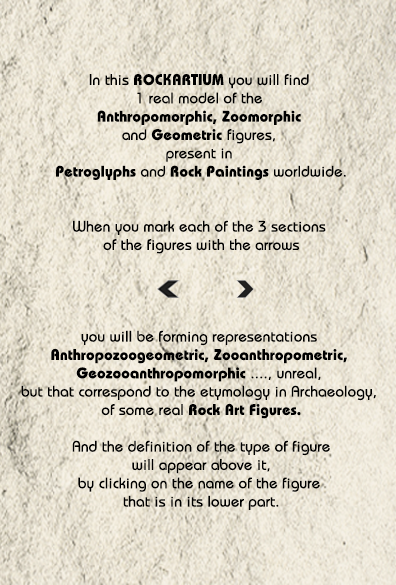 In this ROCKARTIUM you will find
1 real model of the
Anthropomorphic, Zoomorphic
and Geometric figures,
present in
Petroglyphs and Rock Paintings worldwide.
When you mark each of the 3 sections
of the figures with the arrows
you will be forming representations
Anthropozoogeometric, Zooanthropometric,
Geozooanthropomorphic ...., unreal,
but that correspond to the etymology in Archaeology,
of some real Rock Art Figures.
And the definition of the type of figure
will appear above it,
by clicking on the name of the figure
that is in its lower part.